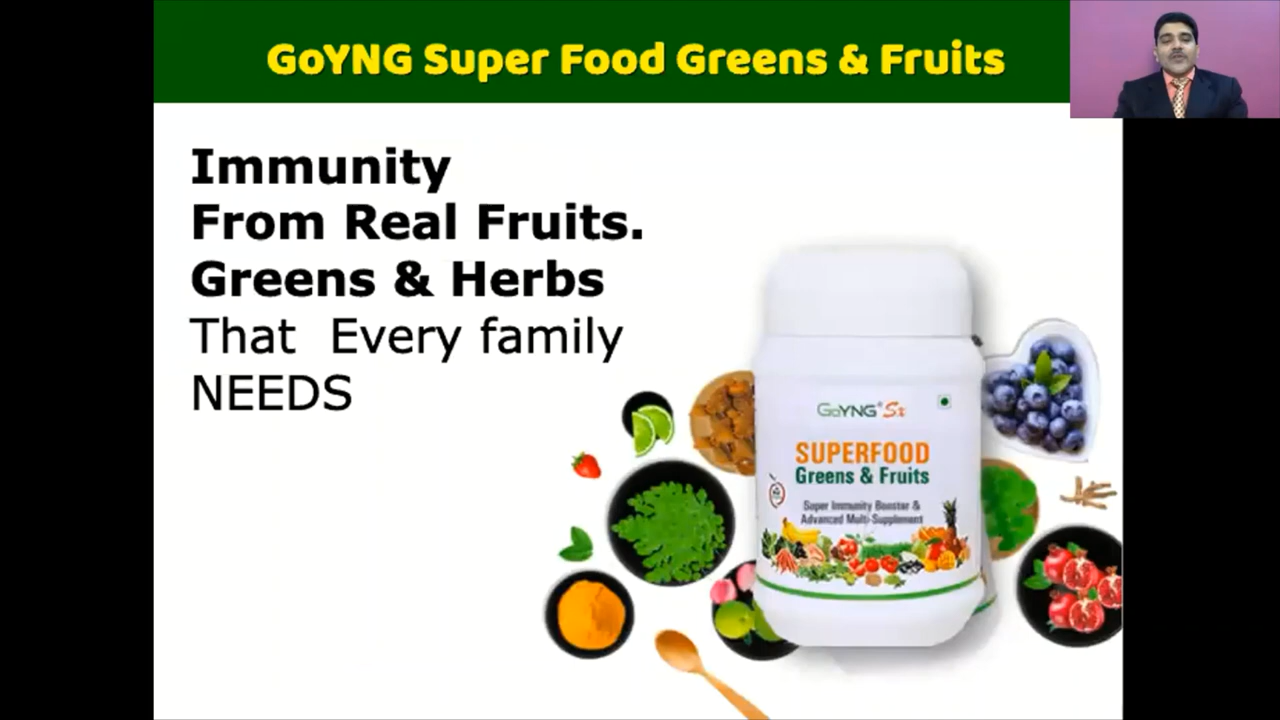 GoYNG Super Food Greens & Fruits
Immunity
From Real Fruits.
Greens & Herbs
That Every family
NEEDS
GoYNG® Sx
SUPERFOOD
Greens & Fruits
Super Immunity Booster &
Advanced Multi-Supplement